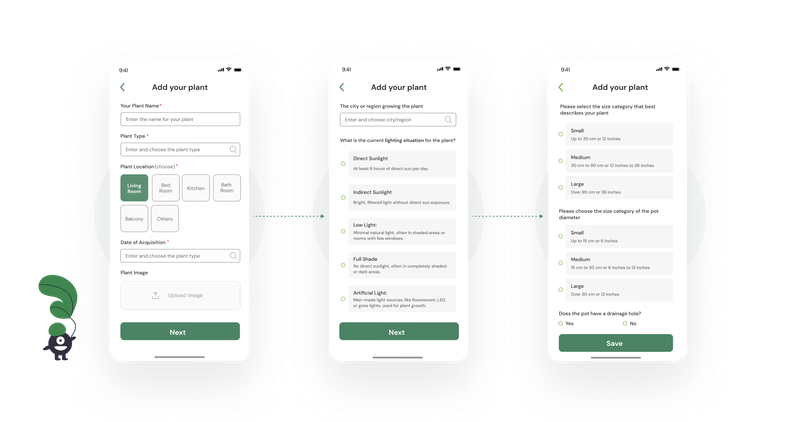 9:41
Add your plant
Your Plant Name*
Enter the name for your plant
Plant Type *
Enter and choose the plant type
Plant Location(choose)*
Living Room
Bed Room
Kitchen
Bath Room
Balcony
Others
Date of Acquisition *
Enter and choose the plant type
Plant Image
Upload Image
Next
9:41
Add your plant
The city or region growing the plant
Enter and choose city/region
What is the current lighting situation for the plant?
Direct Sunlight
At least 6 hours of direct sun per day
Indirect Sunlight
Bright, filtered light without direct sun exposure.
Low Light:
Minimal natural light, often in shaded areas or
rooms with few windows.
Full Shade
No direct sunlight, often in completely shaded
or dark areas.
Artificial Light:
Man-made light sources, like fluorescent, LED,
or grow lights, used for plant growth.
Next
9:41
Add your plant
Please select the size category that best
describes your plant
Small
Up to 30 cm or 12 inches
Medium
30 cm to 90 cm or 12 inches to 36 inches
Large
Over 90 cm or 36 inches
Please choose the size category of the pot
diameter
Small
Up to 15 cm or 6 inches
Medium
15 cm to 30 cm or 6 inches to 12 inches
Large
Over 30 cm or 12 inches
Does the pot have a drainage hole?
Yes
No
Save